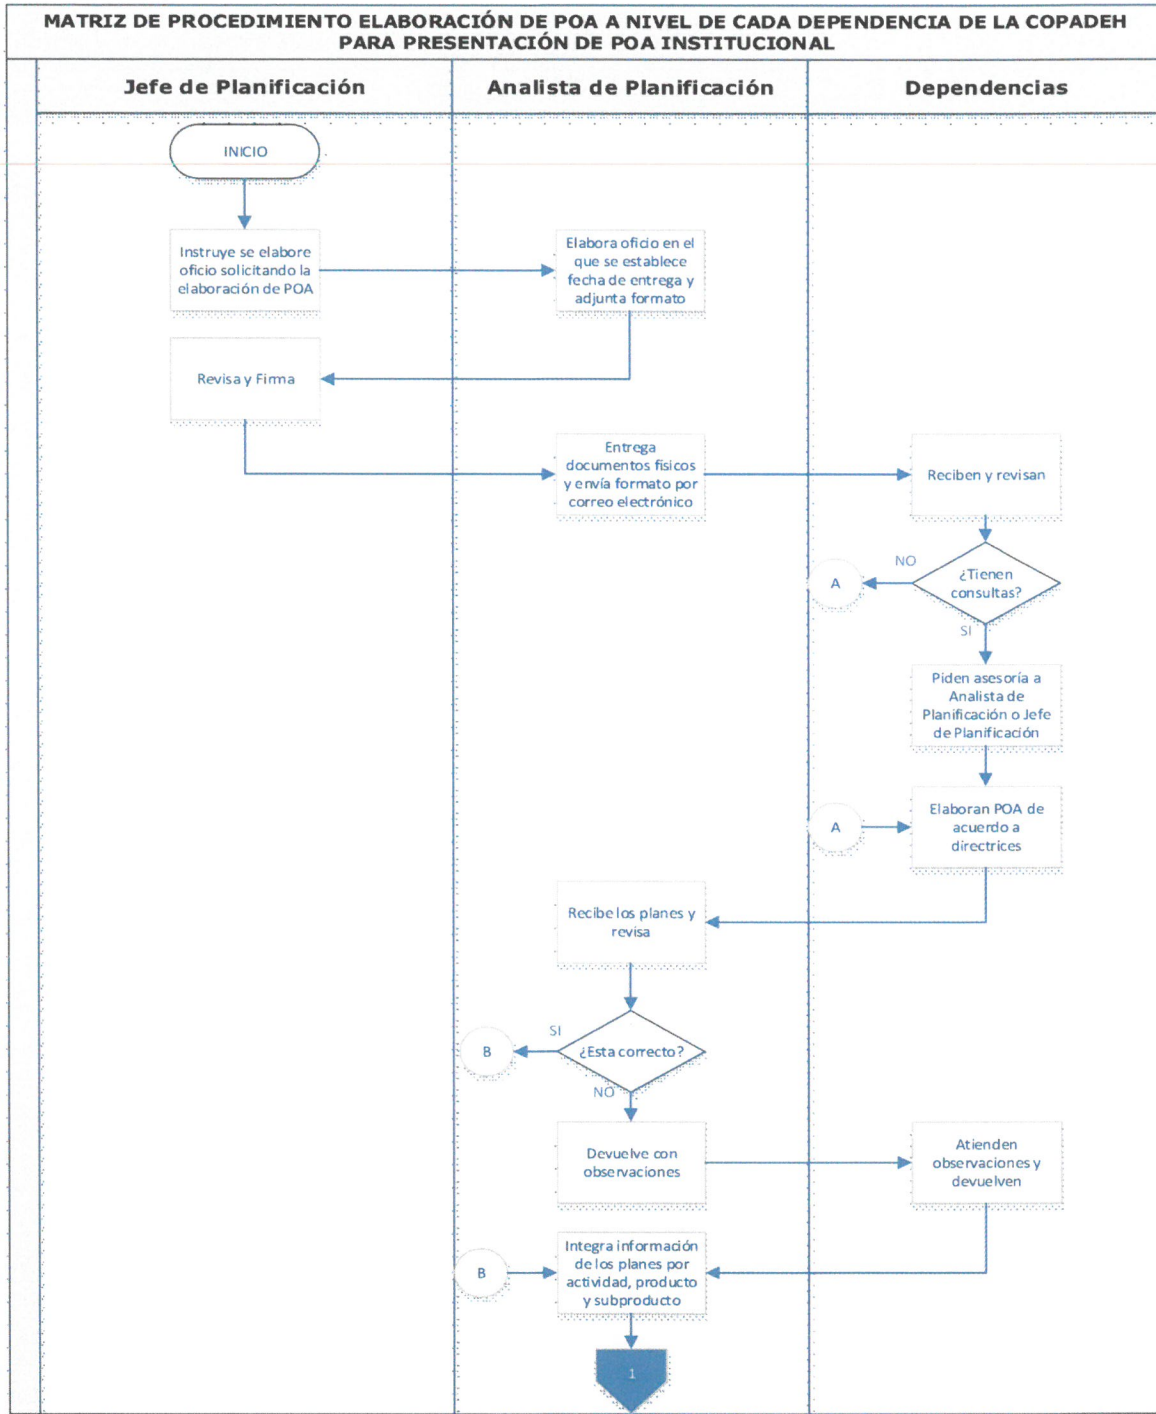 MATRIZ DE PROCEDIMIENTO ELABORACIÓN DE POA A NIVEL DE CADA DEPENDENCIA DE LA COPADEH
PARA PRESENTACIÓN DE POA INSTITUCIONAL
Jefe de Planificación
Analista de Planificación
Dependencias
INICIO
Instruye se elabore
oficio solicitando la
elaboración de POA
Elabora oficio en el
que se establece
fecha de entrega y
adjunta formato
Revisa y Firma
Entrega
documentos físicos
y envía formato por
correo electrónico
Reciben y revisan
¿Tienen
consultas?
NO
A
SI
Piden asesoría a
Analista de
Planificación o Jefe
de Planificación
A
Elaboran POA de
acuerdo a
directrices
Recibe los planes y
revisa
¿Esta correcto?
SI
B
NO
Devuelve con
observaciones
Atienden
observaciones y
devuelven
B
Integra información
de los planes por
actividad, producto
y subproducto
1